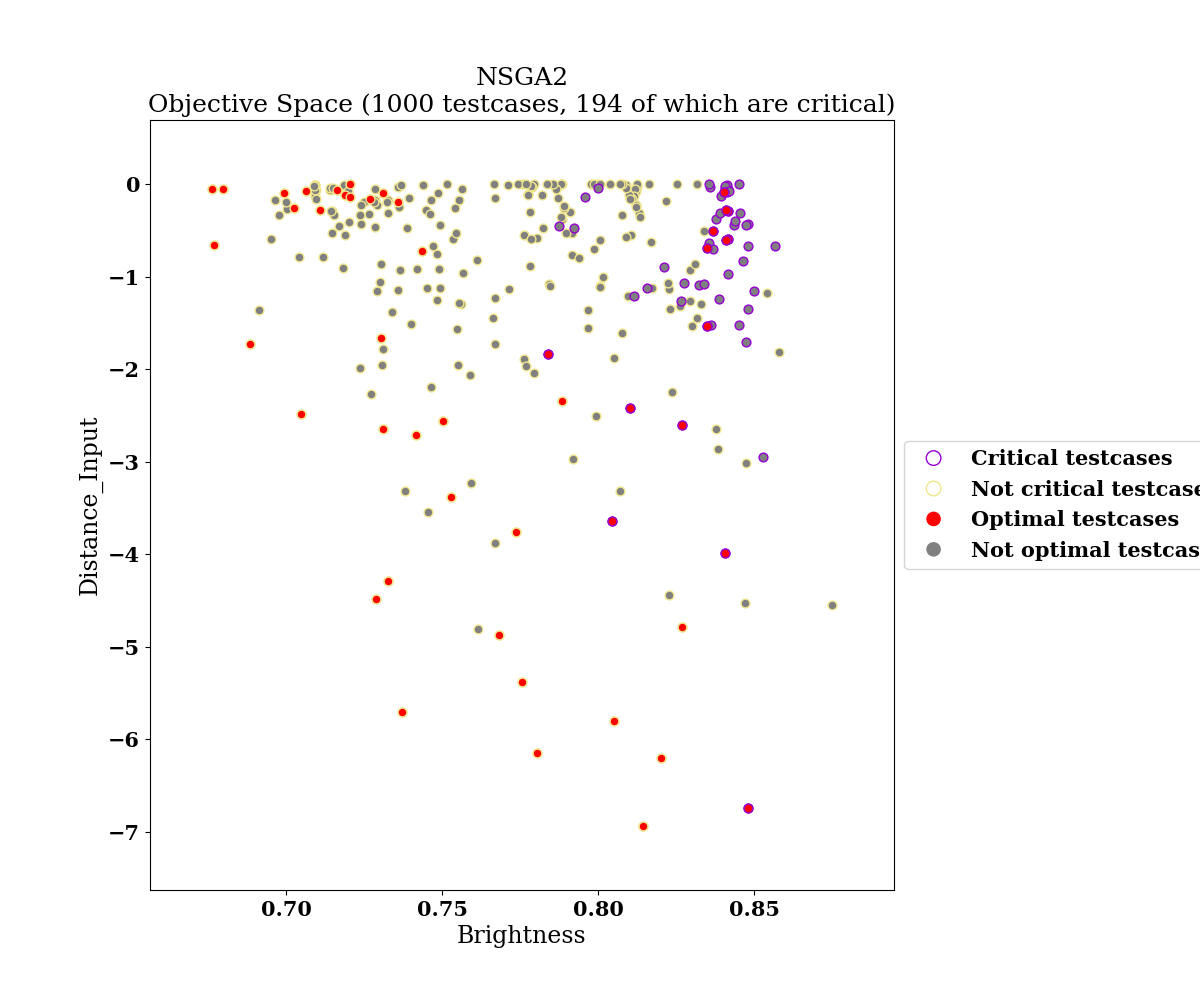 NSGA2
Objective Space (1000 testcases, 194 of which are critical)
0
−1
−2
−3
−4
−5
−6
−7
Distance_Input
0.70 0.75 0.80 0.85
Brightness
Critical testcases
Not critical testcase
Optimal testcases
Not optimal testcas